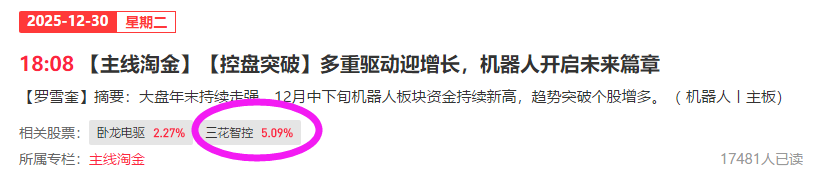 2025-12-30 星期二
18:08 【主线淘金】【控盘突破】多重驱动迎增长，机器人开启未来篇章
【罗雪奎】摘要：大盘年末持续走强，12月中下旬机器人板块资金持续新高，趋势突破个股增多。（ 机器人丨主板）
相关股票： 卧龙电驱 2.27% 三花智控 5.09%
所属专栏： 主线淘金 17481人已读